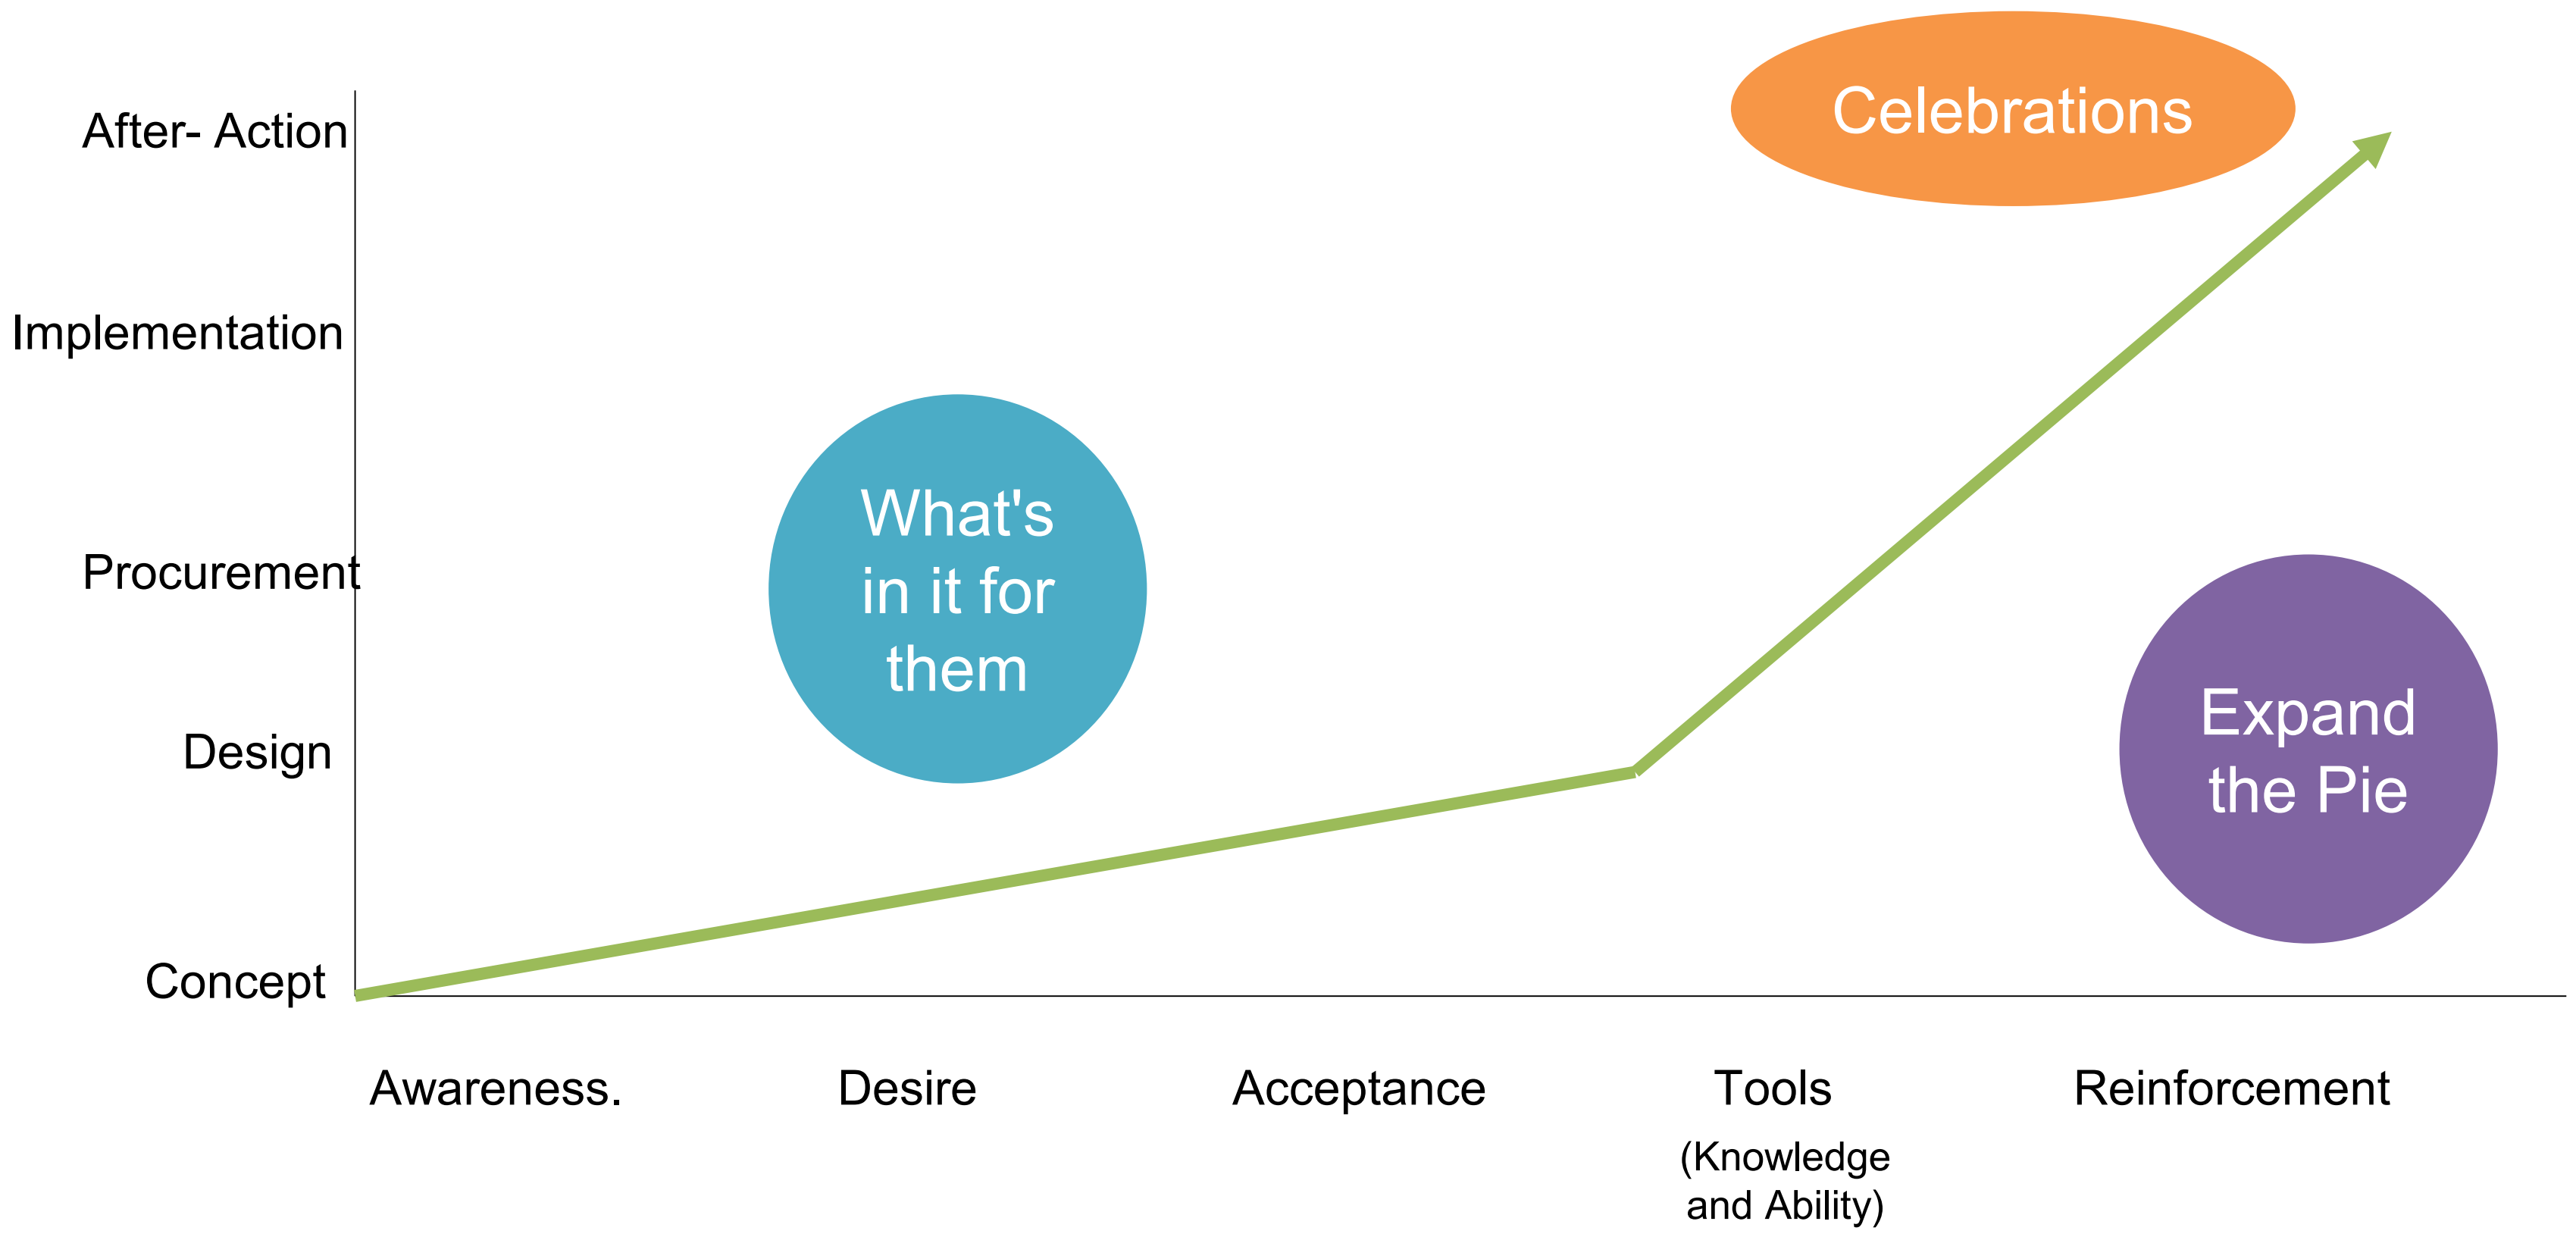 Celebrations
After- Action
Implementation
What's
in it for
them
Procurement
Expand
the Pie
Design
Concept
Awareness.
Desire
Acceptance
Tools
(Knowledge
and Ability)
Reinforcement